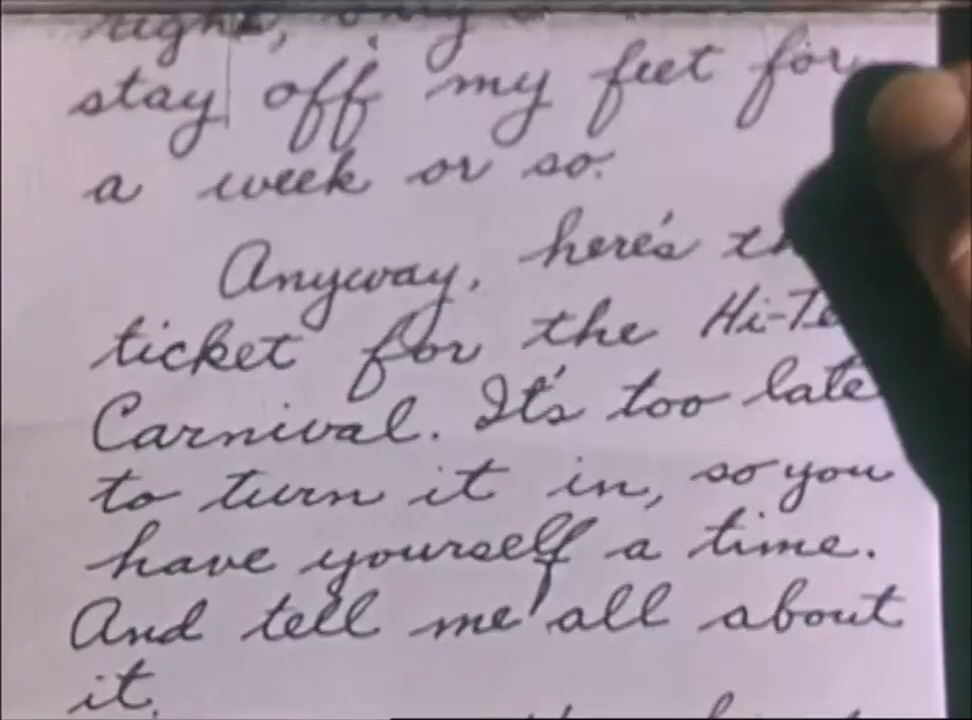 stay off my feet for
a week or so.
Anyway, here's
ticket for the
Carnival. It's too late
to turn it in, so you
have yourself a time.
And tell me all about
it.